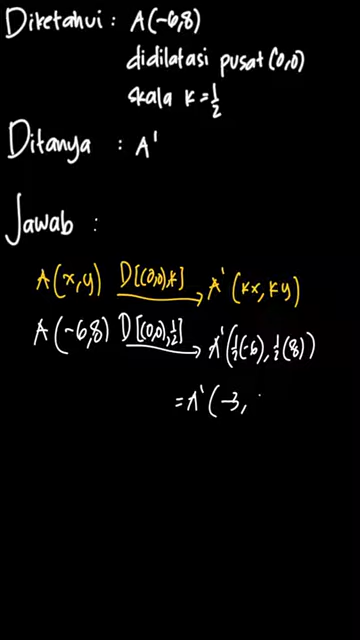 Diketahui : A(-6,8)
didilatasi pusat (0,0)
skala k = 1/2
Ditanya : A'
Jawab :
A(x,y) D[(0,0),k] → A'(kx, ky)
A(-6,8) D[(0,0),1/2] → A'(1/2(-6), 1/2(8))
= A'(-3,